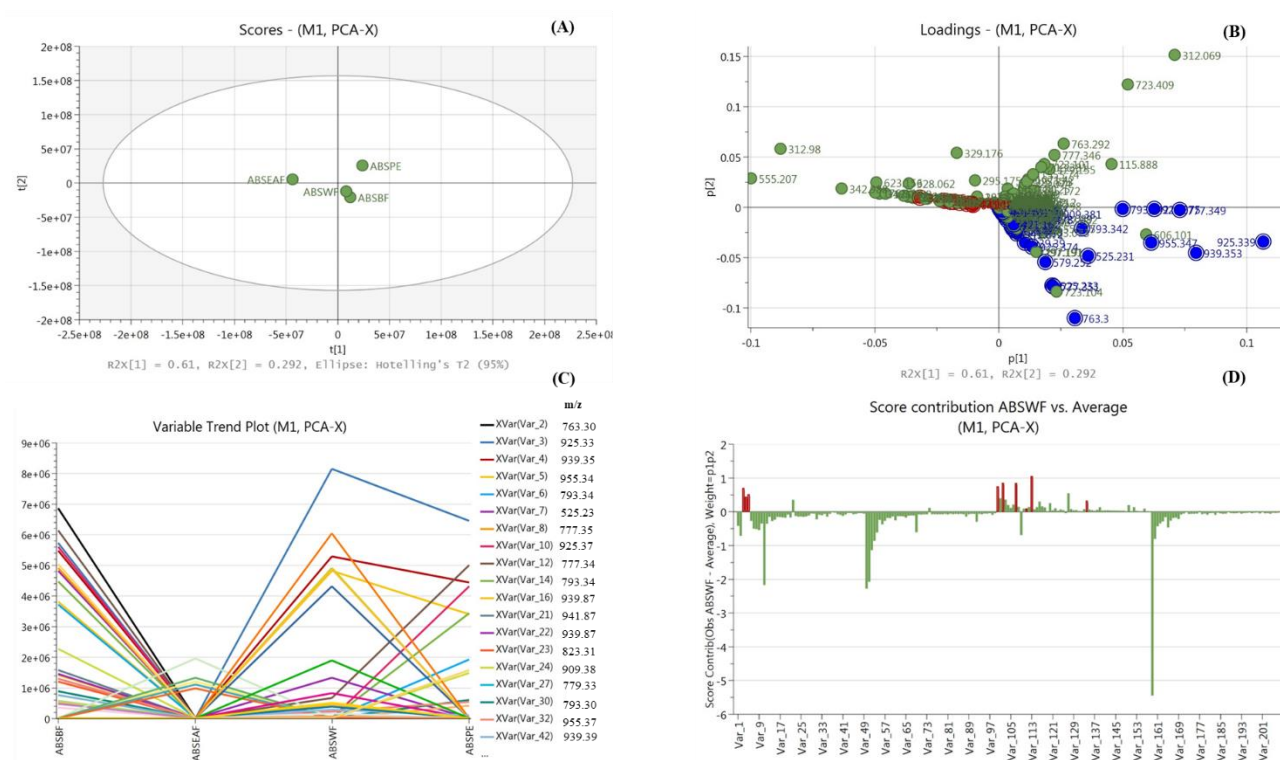 Scores - (M1, PCA-X)
(A)
2e+08
1.5e+08
1e+08
5e+07
0
-5e+07
-1e+08
-1.5e+08
-2e+08
t[2]
ABSEAF
ABSPE
ABSWF
ABSBF
-2.5e+08 -2e+08 -1.5e+08 -1e+08 -5e+07 0 5e+07 1e+08 1.5e+08 2e+08 2.5e+08
t[1]
R2X[1] = 0.61, R2X[2] = 0.292, Ellipse: Hotelling's T2 (95%)
Loadings - (M1, PCA-X)
(B)
0.15
0.1
0.05
0
-0.05
-0.1
p[2]
312.069
723.409
763.292
777.346
115.888
312.98
329.176
555.207
295.175
342.
793.342
606.101
955.347
925.339
939.353
777.349
525.231
579.252
723.104
763.3
-0.1 -0.05 0 0.05 0.1
p[1]
R2X[1] = 0.61, R2X[2] = 0.292
(C)
m/z
Variable Trend Plot (M1, PCA-X)
9e+06
8e+06
7e+06
6e+06
5e+06
4e+06
3e+06
2e+06
1e+06
0
ABSBF
ABSEAF
ABSWF
ABSPE
XVar(Var_2) 763.30
XVar(Var_3) 925.33
XVar(Var_4) 939.35
XVar(Var_5) 955.34
XVar(Var_6) 793.34
XVar(Var_7) 525.23
XVar(Var_8) 777.35
XVar(Var_10) 925.37
XVar(Var_12) 777.34
XVar(Var_14) 793.34
XVar(Var_16) 939.87
XVar(Var_21) 941.87
XVar(Var_22) 939.87
XVar(Var_23) 823.31
XVar(Var_24) 909.38
XVar(Var_27) 779.33
XVar(Var_30) 793.30
XVar(Var_32) 955.37
XVar(Var_42) 939.39
...
(D)
Score contribution ABSWF vs. Average
(M1, PCA-X)
Score Contrib(Obs ABSWF - Average), Weight=p1p2
2
1
0
-1
-2
-3
-4
-5
-6
Var_1
Var_9
Var_17
Var_25
Var_33
Var_41
Var_49
Var_57
Var_65
Var_73
Var_81
Var_89
Var_97
Var_105
Var_113
Var_121
Var_129
Var_137
Var_145
Var_153
Var_161
Var_169
Var_177
Var_185
Var_193
Var_201